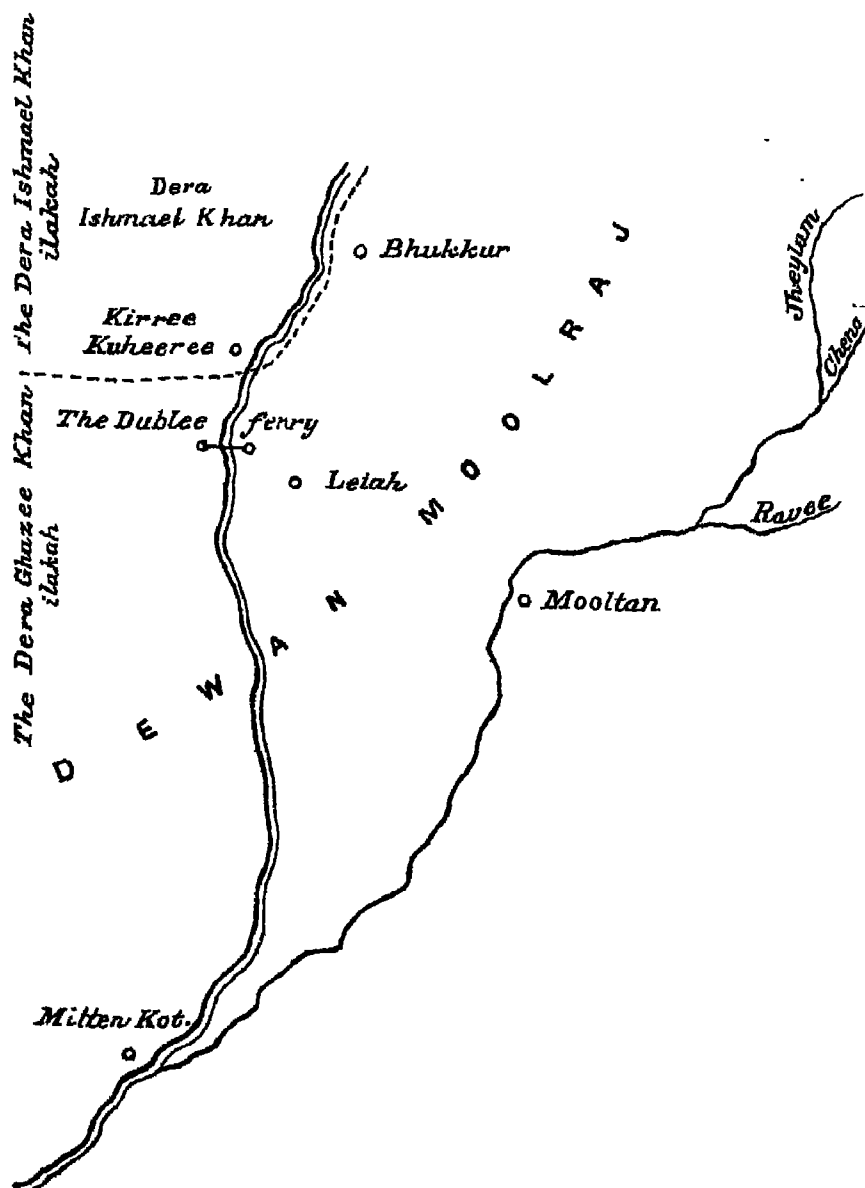 The Dera Ishmael Khan
ilakah
Dera
Ishmael Khan
Bhukkur
Jheylam
Chena
Kirree
Kuheeree
The Dublee ferry
Leiah
Ravee
The Dera Ghazee Khan
ilakah
Mooltan
DEWAN MOOLRAJ
Mitten Kot.